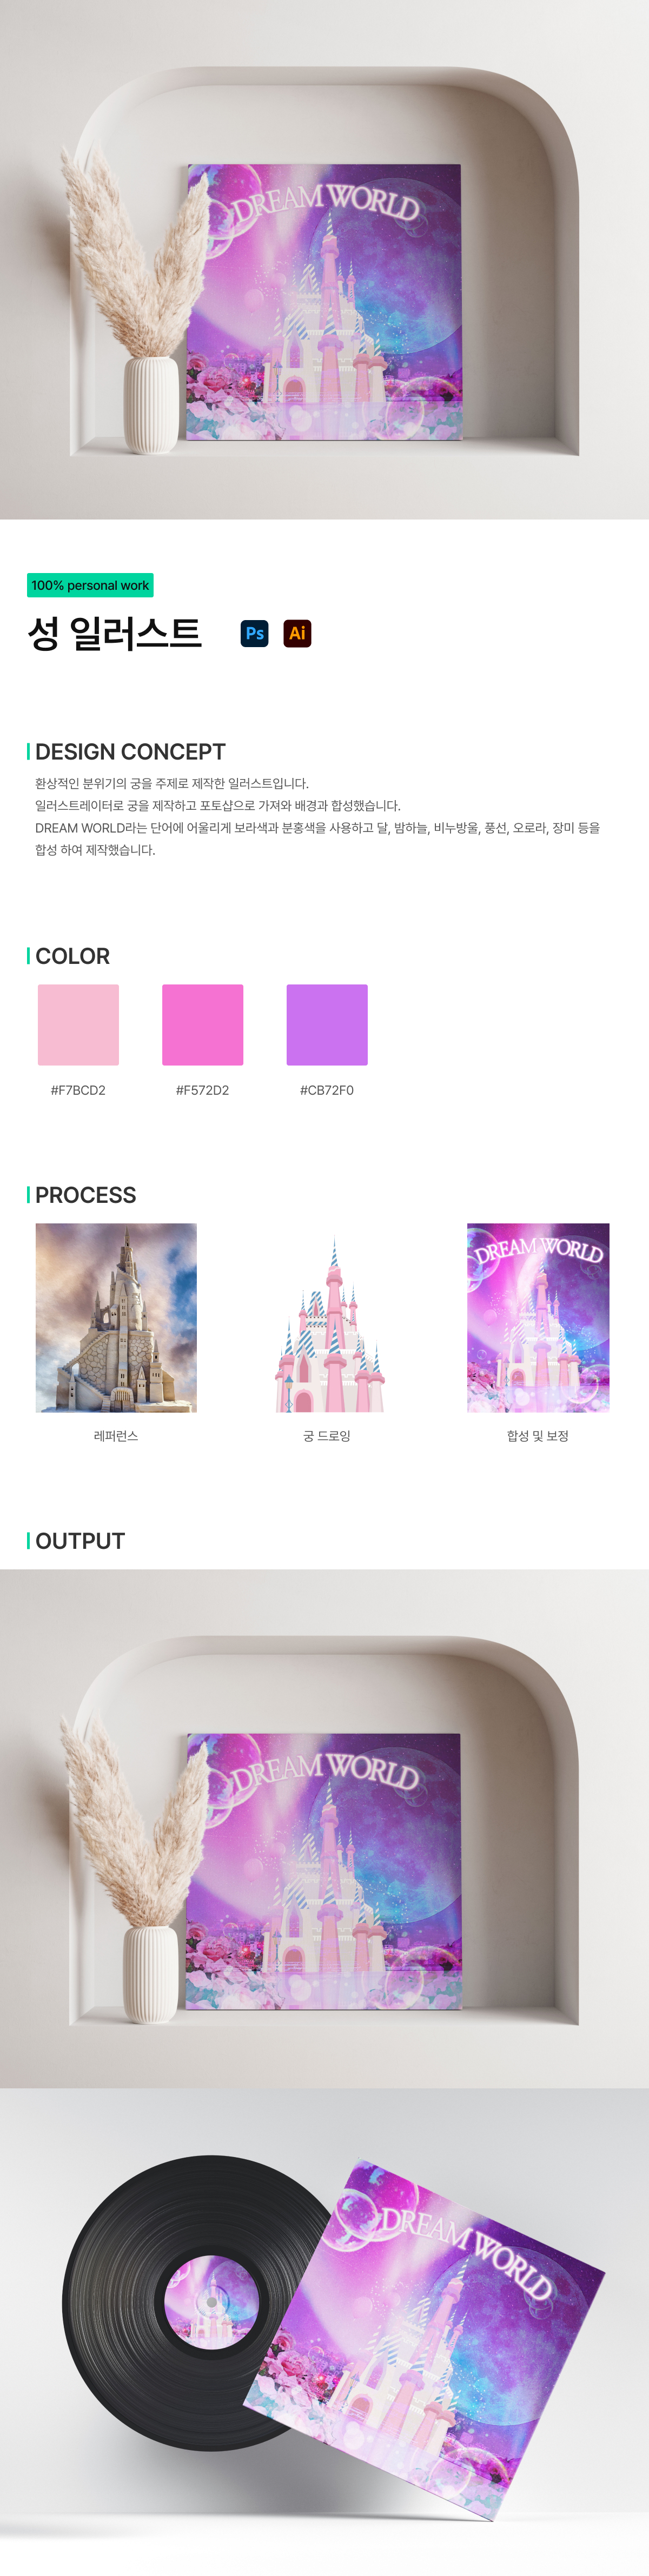 DREAM WORLD
100% personal work
성 일러스트
Ps
Ai
DESIGN CONCEPT
환상적인 분위기의 궁을 주제로 제작한 일러스트입니다.
일러스트레이터로 궁을 제작하고 포토샵으로 가져와 배경과 합성했습니다.
DREAM WORLD라는 단어에 어울리게 보라색과 분홍색을 사용하고 달, 밤하늘, 비누방울, 풍선, 오로라, 장미 등을
합성 하여 제작했습니다.
COLOR
#F7BCD2
#F572D2
#CB72F0
PROCESS
DREAM WORLD
레퍼런스
궁 드로잉
합성 및 보정
OUTPUT
DREAM WORLD
DREAM WORLD